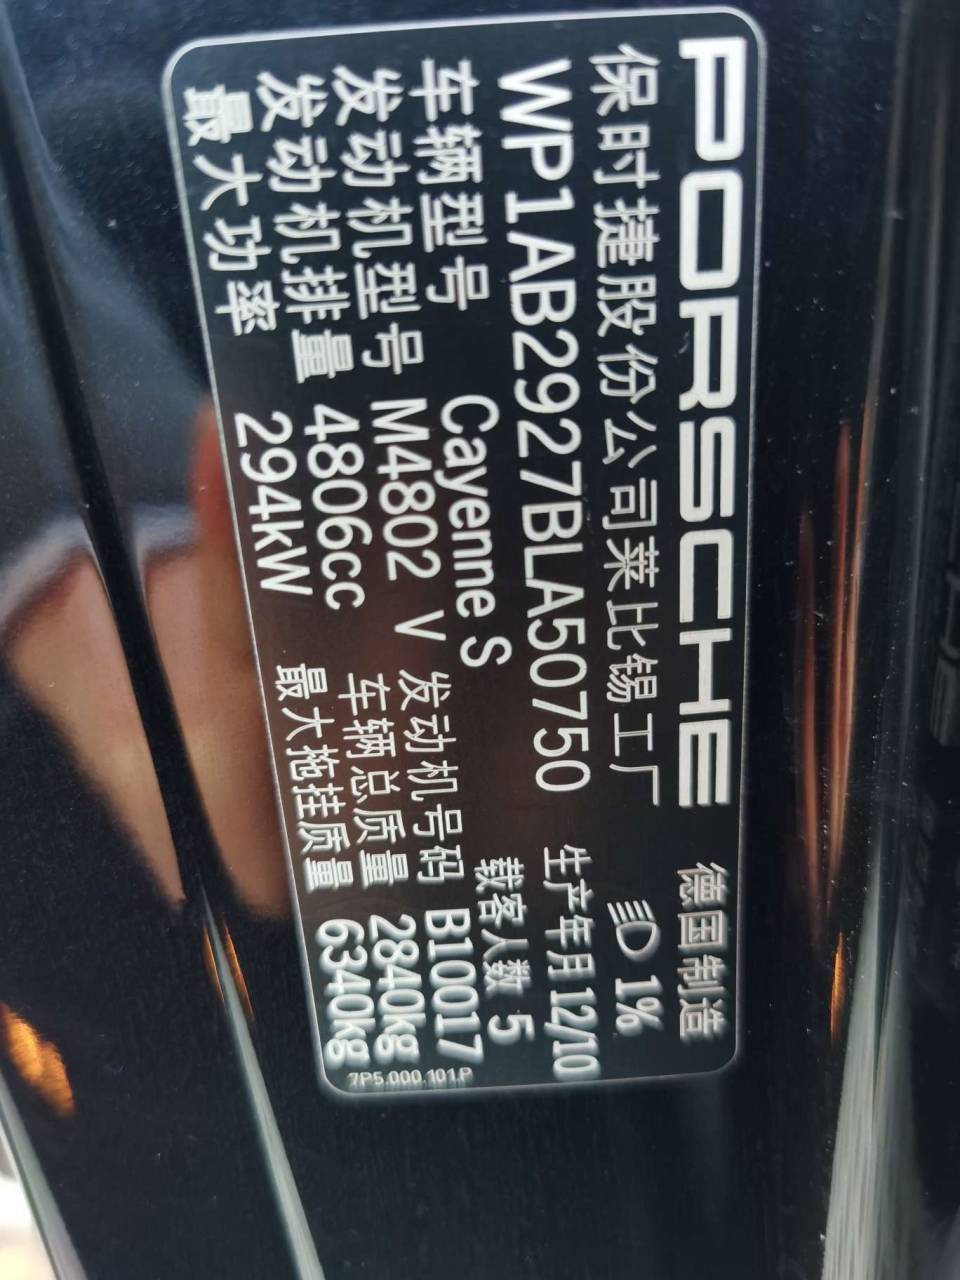 PORSCHE 德国制造
保时捷股份公司莱比锡工厂 1%
WP1AB2927BLA50750 生产年月12/10
车辆型号 Cayenne S 载客人数 5
发动机型号 M4802 V 发动机号码 B10017
发动机排量 4806cc 车辆总质量 2840kg
最大功率 294kW 最大拖挂质量 6340kg
7P5.000.101.P